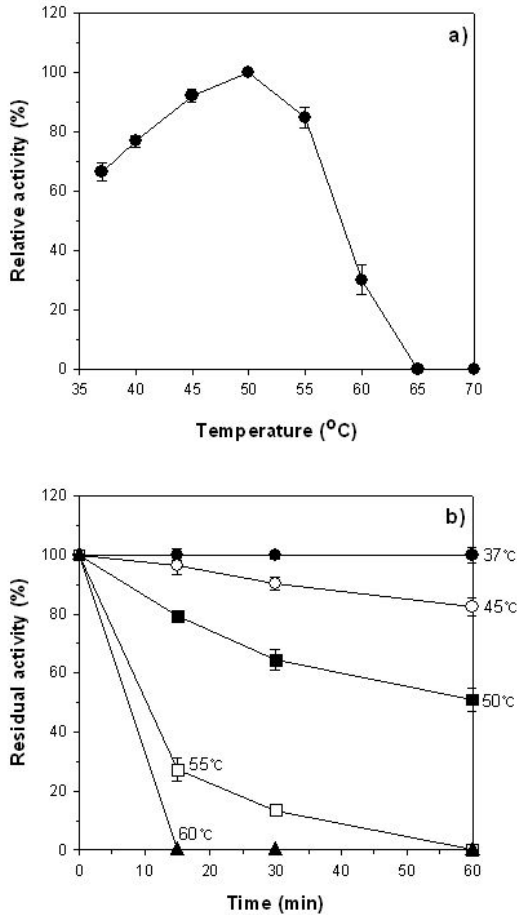 120
a)
100
80
60
40
20
0
35 40 45 50 55 60 65 70
Relative activity (%)
Temperature (°C)
120
b)
100
80
60
40
20
0
37℃
45℃
50℃
55℃
60℃
0 10 20 30 40 50 60
Residual activity (%)
Time (min)